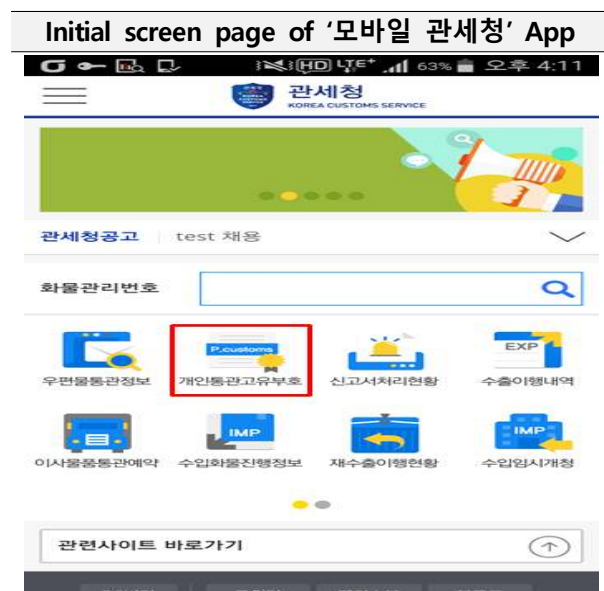 Initial screen page of ‘모바일 관세청’ App
HD LTE+ 63% 오후 4:11
관세청
KOREA CUSTOMS SERVICE
관세청공고 test 채용
화물관리번호
P.customs EXP
우편물통관정보 개인통관고유부호 신고서처리현황 수출이행내역
IMP IMP
이사물품통관예약 수입화물진행정보 재수출이행현황 수입임시개청
관련사이트 바로가기